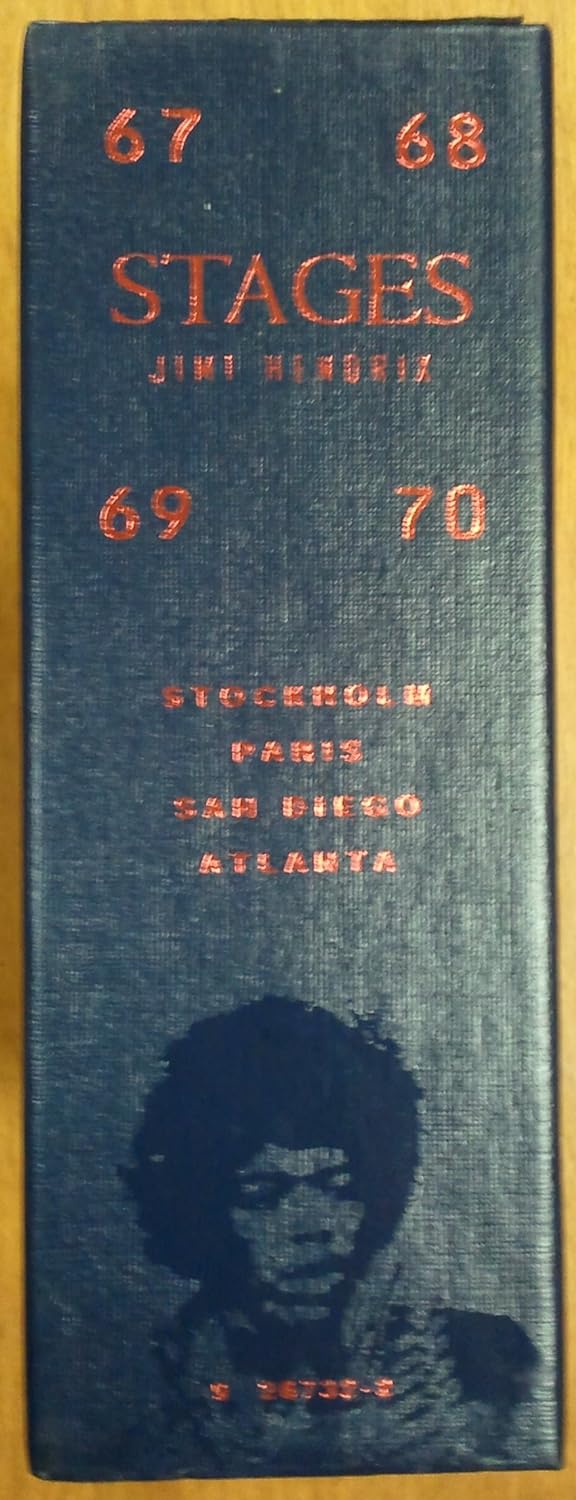 67 68
STAGES
JIMI HENDRIX
69 70
STOCKHOLM
PARIS
SAN DIEGO
ATLANTA